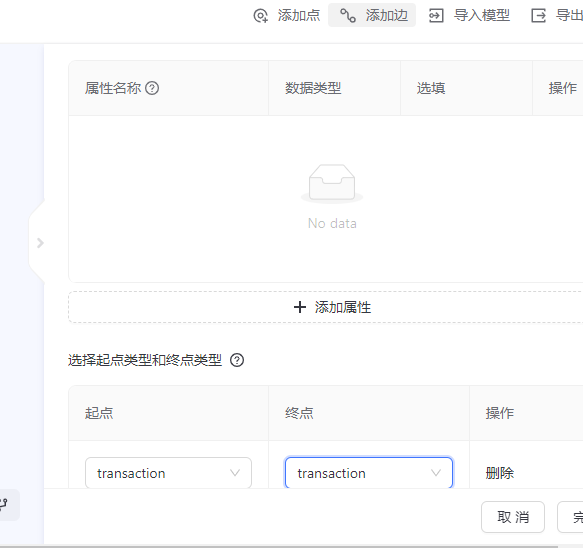 添加点 添加边 导入模型 导出
属性名称 数据类型 选填 操作
No data
添加属性
选择起点类型和终点类型
起点 终点 操作
transaction transaction 删除
取 消 完